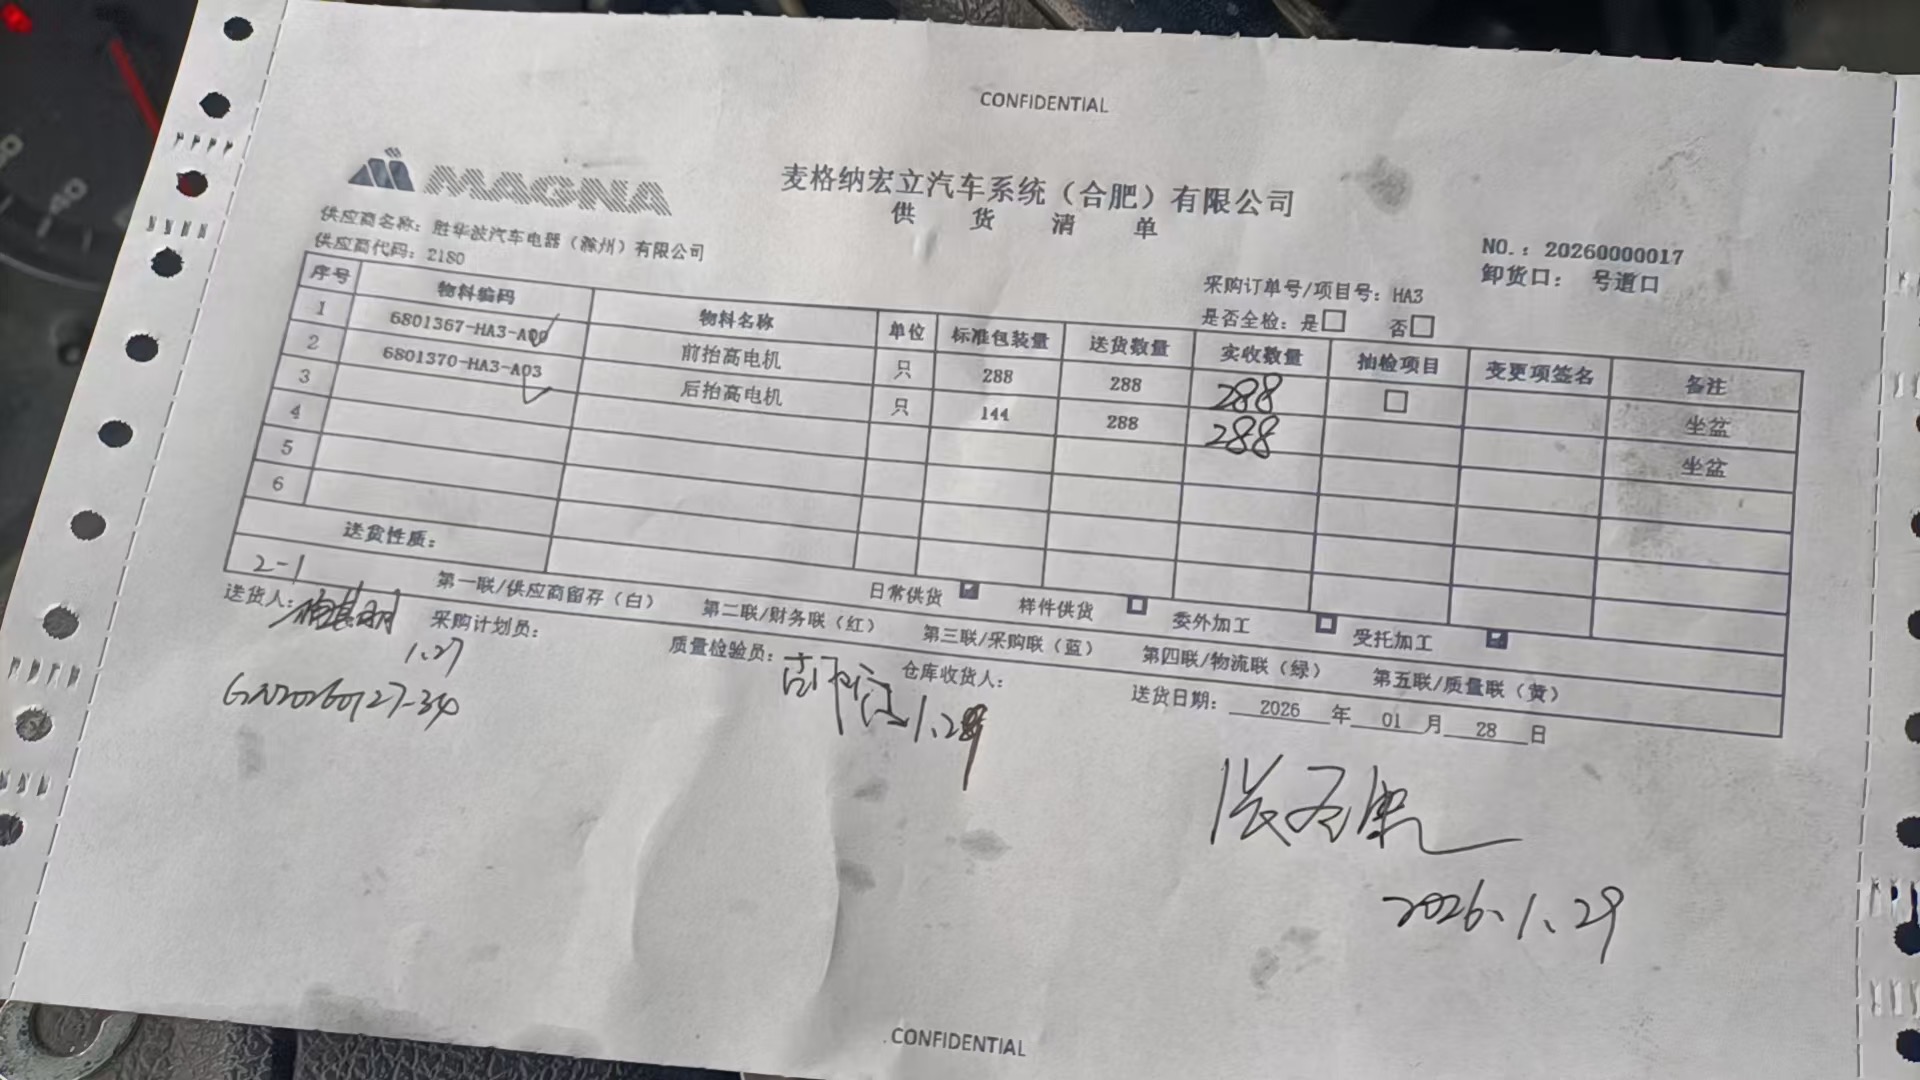 CONFIDENTIAL
MAGNA
麦格纳宏立汽车系统（合肥）有限公司
供 货 清 单
供应商名称：胜华波汽车电器（滁州）有限公司
供应商代码：2180
NO.：20260000017
卸货口： 号道口
采购订单号/项目号：HA3
是否全检：是□ 否□
序号 物料编码 物料名称 单位 标准包装量 送货数量 实收数量 抽检项目 变更项签名 备注
1 6801367-HA3-A00 前抬高电机 只 288 288 288 □ 坐盆
2 6801370-HA3-A03 后抬高电机 只 144 288 288 坐盆
3
4
5
6
送货性质： 日常供货 样件供货 委外加工 受托加工
2-1 第一联/供应商留存（白） 第二联/财务联（红） 第三联/采购联（蓝） 第四联/物流联（绿） 第五联/质量联（黄）
送货人： 采购计划员： 质量检验员： 仓库收货人： 送货日期： 2026 年 01 月 28 日
1.27
1.29
GN20260127-34
2026.1.29
CONFIDENTIAL